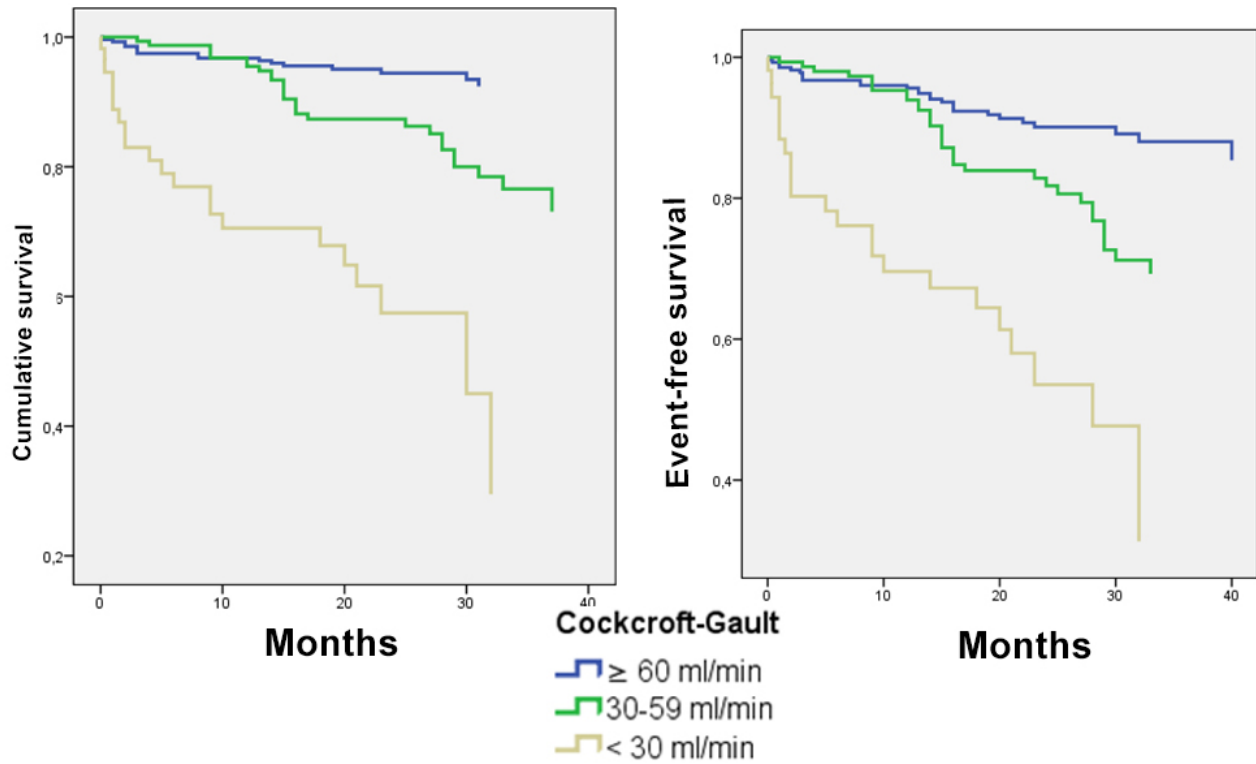 Cumulative survival
1,0
0,8
6
0,4
0,2
0 10 20 30 40
Months
Event-free survival
1,0
0,8
0,6
0,4
0 10 20 30 40
Months
Cockcroft-Gault
≥ 60 ml/min
30-59 ml/min
< 30 ml/min